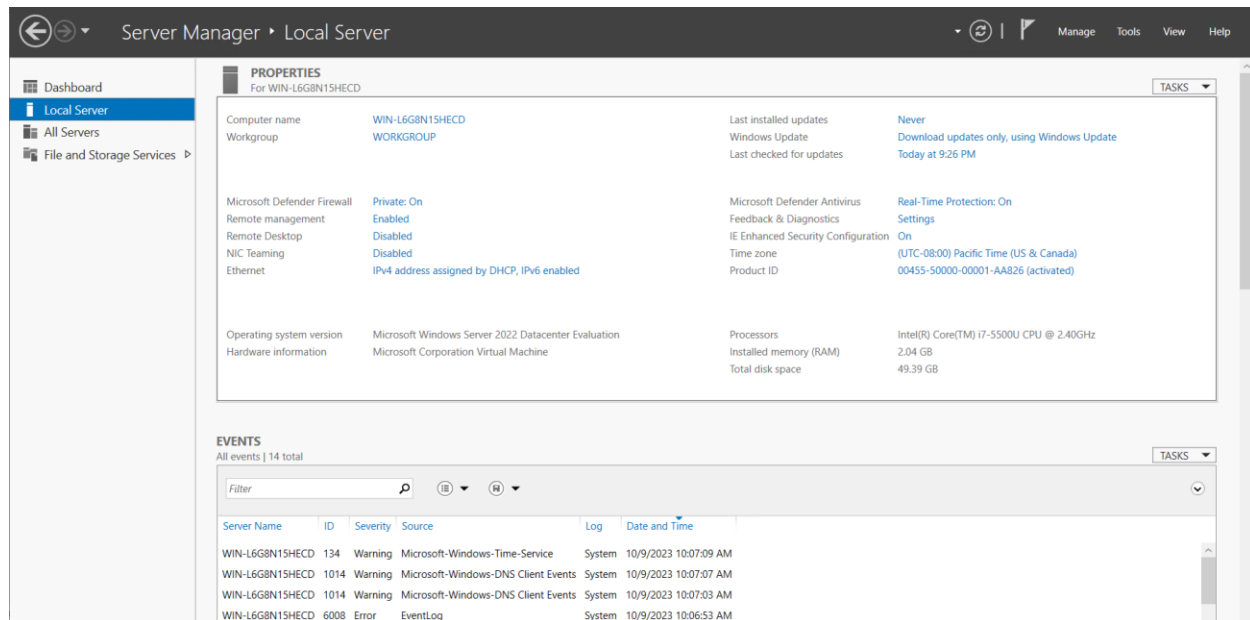 Server Manager ‣ Local Server
Manage Tools View Help
Dashboard
Local Server
All Servers
File and Storage Services
PROPERTIES
For WIN-L6G8N15HECD
TASKS
Computer name WIN-L6G8N15HECD Last installed updates Never
Workgroup WORKGROUP Windows Update Download updates only, using Windows Update
Last checked for updates Today at 9:26 PM
Microsoft Defender Firewall Private: On Microsoft Defender Antivirus Real-Time Protection: On
Remote management Enabled Feedback & Diagnostics Settings
Remote Desktop Disabled IE Enhanced Security Configuration On
NIC Teaming Disabled Time zone (UTC-08:00) Pacific Time (US & Canada)
Ethernet IPv4 address assigned by DHCP, IPv6 enabled Product ID 00455-50000-00001-AA826 (activated)
Operating system version Microsoft Windows Server 2022 Datacenter Evaluation Processors Intel(R) Core(TM) i7-5500U CPU @ 2.40GHz
Hardware information Microsoft Corporation Virtual Machine Installed memory (RAM) 2.04 GB
Total disk space 49.39 GB
EVENTS
All events | 14 total
TASKS
Filter
Server Name ID Severity Source Log Date and Time
WIN-L6G8N15HECD 134 Warning Microsoft-Windows-Time-Service System 10/9/2023 10:07:09 AM
WIN-L6G8N15HECD 1014 Warning Microsoft-Windows-DNS Client Events System 10/9/2023 10:07:07 AM
WIN-L6G8N15HECD 1014 Warning Microsoft-Windows-DNS Client Events System 10/9/2023 10:07:03 AM
WIN-L6G8N15HECD 6008 Error EventLog System 10/9/2023 10:06:53 AM